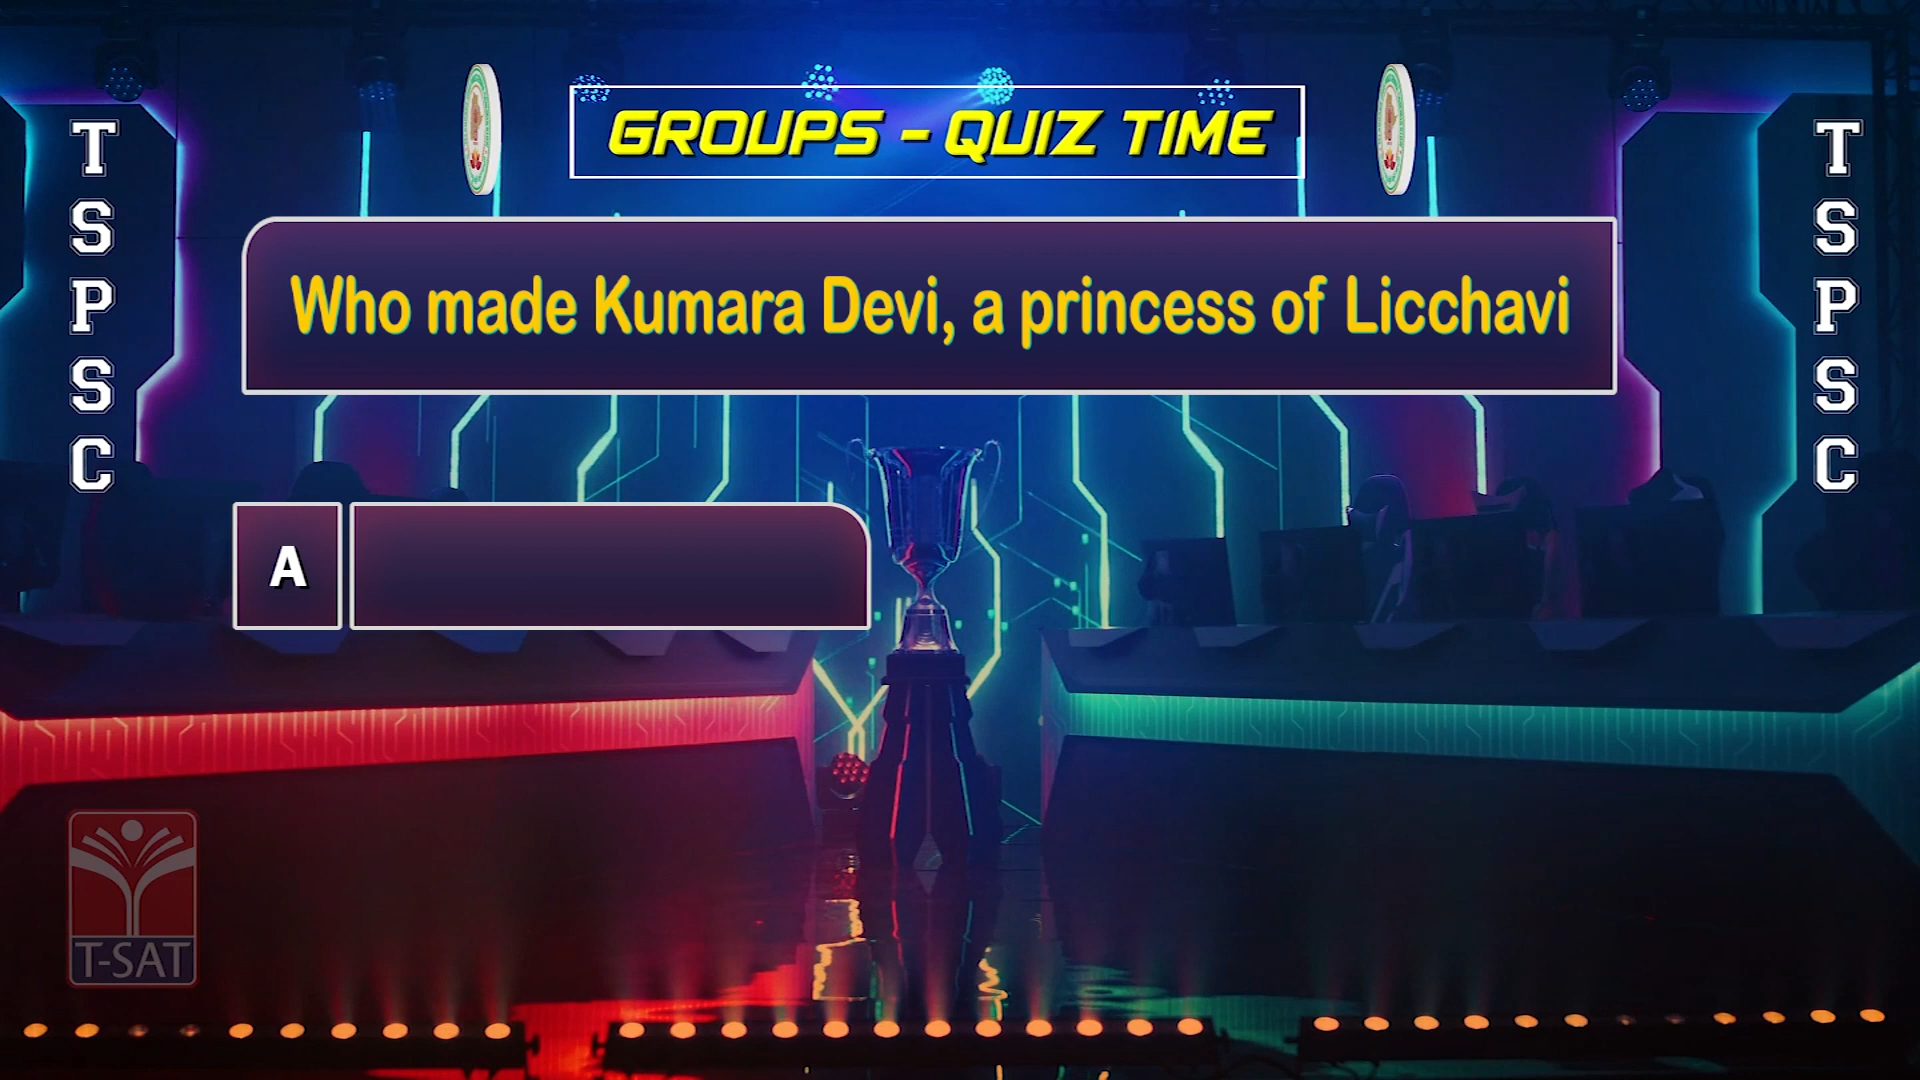 GROUPS - QUIZ TIME
TSPSC
TSPSC
Who made Kumara Devi, a princess of Licchavi
A
T-SAT